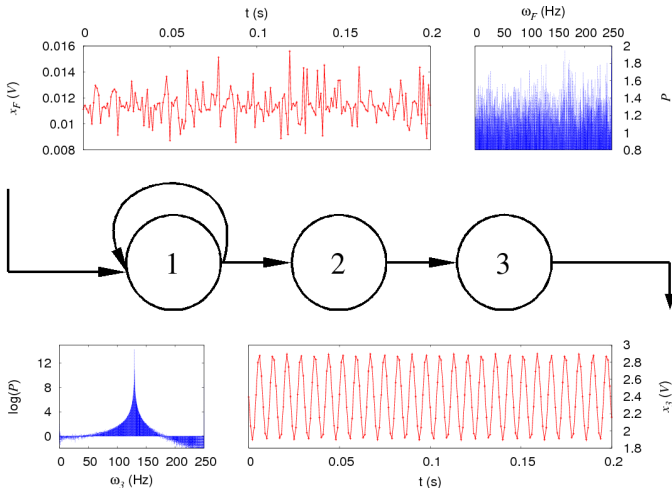 t (s)
0 0.05 0.1 0.15 0.2
0.016
0.014
0.012
0.01
0.008
x_F (V)
ω_F (Hz)
0 50 100 150 200 250
2
1.8
1.6
1.4
1.2
1
0.8
P
1 2 3
12
8
4
0
log(P)
0 50 100 150 200 250
ω_3 (Hz)
3
2.8
2.6
2.4
2.2
2
1.8
x_3 (V)
0 0.05 0.1 0.15 0.2
t (s)